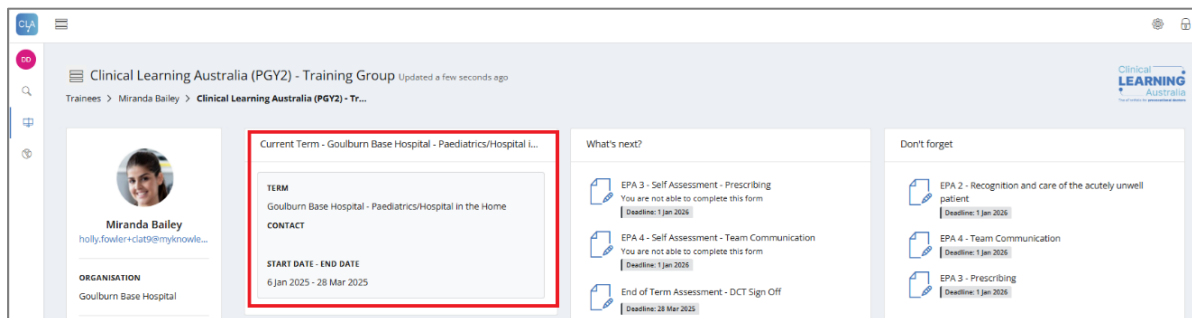 CLA
DD
Clinical Learning Australia (PGY2) - Training Group Updated a few seconds ago
Trainees > Miranda Bailey > Clinical Learning Australia (PGY2) - Tr...
Clinical
LEARNING
Australia
Miranda Bailey
holly.fowler+clat9@myknowle...
ORGANISATION
Goulburn Base Hospital
Current Term - Goulburn Base Hospital - Paediatrics/Hospital i...
TERM
Goulburn Base Hospital - Paediatrics/Hospital in the Home
CONTACT
START DATE - END DATE
6 Jan 2025 - 28 Mar 2025
What's next?
EPA 3 - Self Assessment - Prescribing
You are not able to complete this form
Deadline: 1 Jan 2026
EPA 4 - Self Assessment - Team Communication
You are not able to complete this form
Deadline: 1 Jan 2026
End of Term Assessment - DCT Sign Off
Deadline: 28 Mar 2025
Don't forget
EPA 2 - Recognition and care of the acutely unwell
patient
Deadline: 1 Jan 2026
EPA 4 - Team Communication
Deadline: 1 Jan 2026
EPA 3 - Prescribing
Deadline: 1 Jan 2026